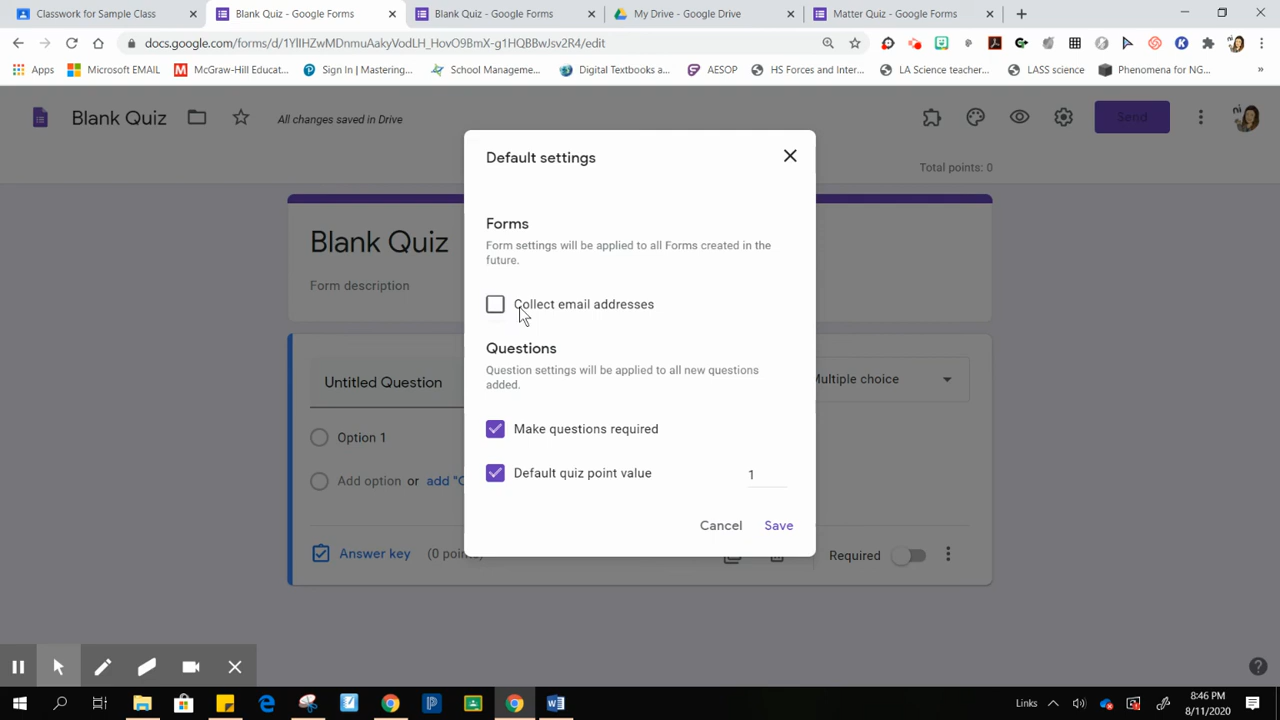 Classwork for Sample Class
Blank Quiz - Google Forms
Blank Quiz - Google Forms
My Drive - Google Drive
Matter Quiz - Google Forms
docs.google.com/forms/d/1YllHZwMDnmuAakyVodLH_HovO9BmX-g1HQBBwJsv2R4/edit
Apps
Microsoft EMAIL
McGraw-Hill Educat...
Sign In | Mastering...
School Manageme...
Digital Textbooks a...
AESOP
HS Forces and Inter...
LA Science teacher...
LASS science
Phenomena for NG...
Blank Quiz
All changes saved in Drive
Send
Total points: 0
Default settings
Forms
Form settings will be applied to all Forms created in the
future.
Collect email addresses
Questions
Question settings will be applied to all new questions
added.
Make questions required
Default quiz point value
1
Cancel
Save
Blank Quiz
Form description
Untitled Question
Multiple choice
Option 1
Add option or add "O
Answer key
(0 points
Required
Links
8:46 PM
8/11/2020